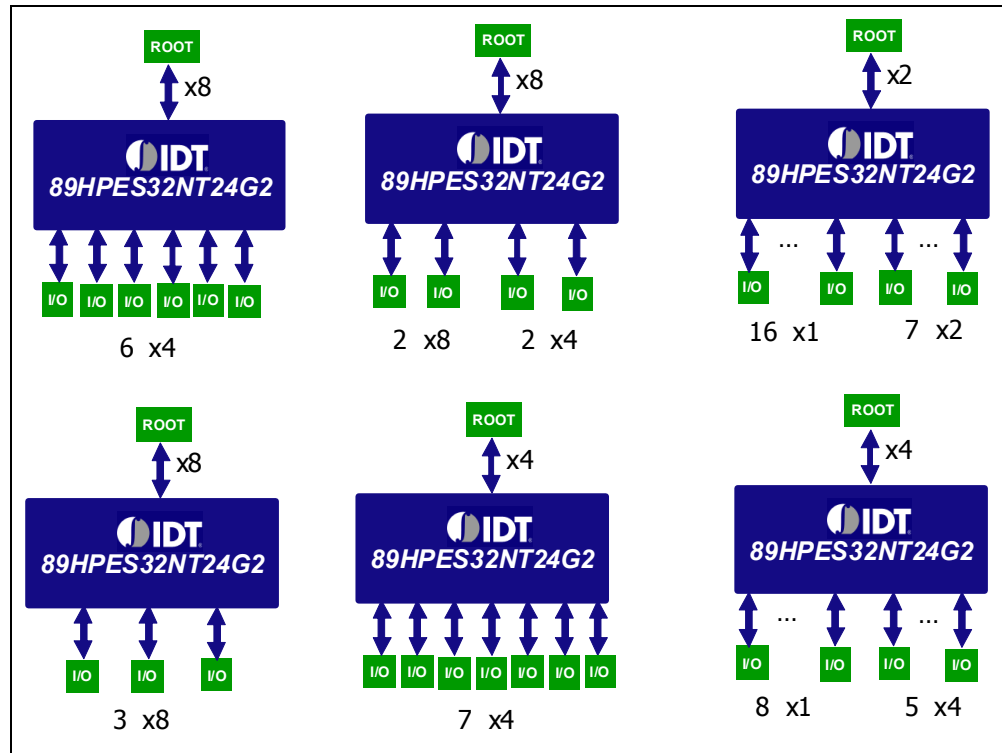 ROOT
x8
IDT
89HPES32NT24G2
I/O I/O I/O I/O I/O I/O
6 x4
ROOT
x8
IDT
89HPES32NT24G2
I/O I/O I/O I/O
2 x8 2 x4
ROOT
x2
IDT
89HPES32NT24G2
... ...
I/O I/O I/O I/O
16 x1 7 x2
ROOT
x8
IDT
89HPES32NT24G2
I/O I/O I/O
3 x8
ROOT
x4
IDT
89HPES32NT24G2
I/O I/O I/O I/O I/O I/O I/O
7 x4
ROOT
x4
IDT
89HPES32NT24G2
... ...
I/O I/O I/O I/O
8 x1 5 x4